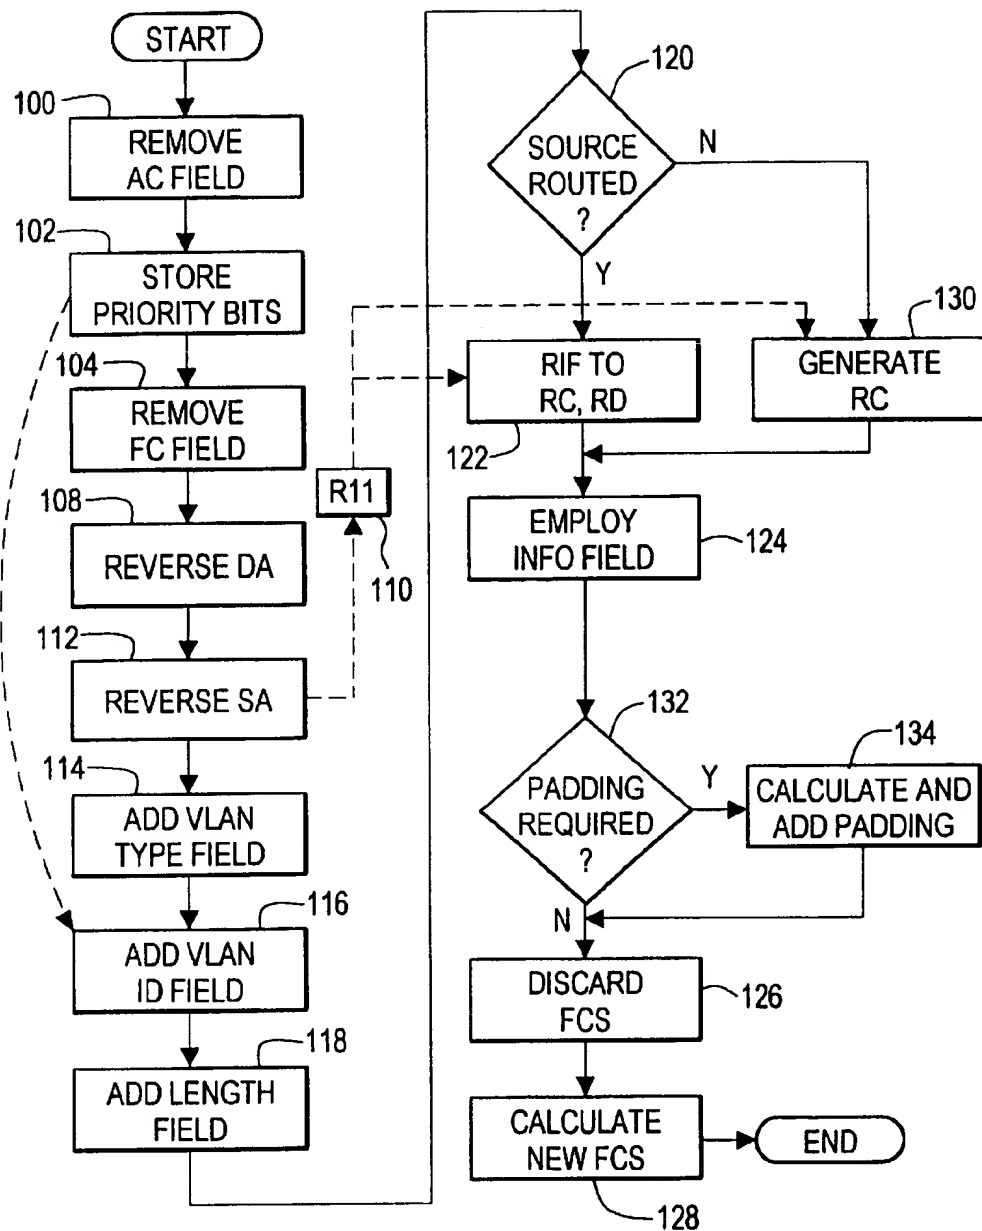 START
100
REMOVE
AC FIELD
102
STORE
PRIORITY BITS
104
REMOVE
FC FIELD
108
REVERSE DA
R11
110
112
REVERSE SA
114
ADD VLAN
TYPE FIELD
116
ADD VLAN
ID FIELD
118
ADD LENGTH
FIELD
120
SOURCE
ROUTED
?
N
Y
130
RIF TO
RC, RD
122
GENERATE
RC
EMPLOY
INFO FIELD
124
132
PADDING
REQUIRED
?
Y
134
CALCULATE AND
ADD PADDING
N
DISCARD
FCS
126
CALCULATE
NEW FCS
128
END